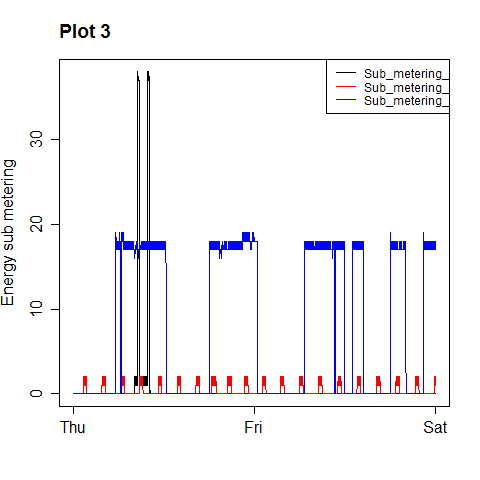 Plot 3
Sub_metering_
Sub_metering_
Sub_metering_
Energy sub metering
30
20
10
0
Thu Fri Sat